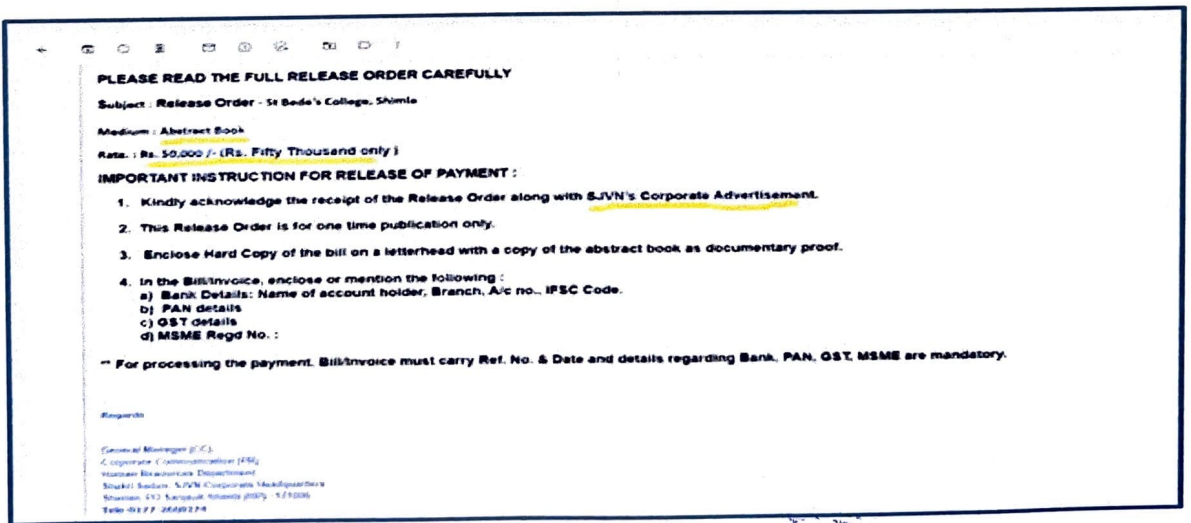 PLEASE READ THE FULL RELEASE ORDER CAREFULLY
Subject : Release Order - St Bede's College, Shimla
Medium : Abstract Book
Rate. : Rs. 50,000 /- (Rs. Fifty Thousand only )
IMPORTANT INSTRUCTION FOR RELEASE OF PAYMENT :
1. Kindly acknowledge the receipt of the Release Order along with SJVN's Corporate Advertisement.
2. This Release Order is for one time publication only.
3. Enclose Hard Copy of the bill on a letterhead with a copy of the abstract book as documentary proof.
4. In the Bill/Invoice, enclose or mention the following :
a) Bank Details: Name of account holder, Branch, A/c no., IFSC Code.
b) PAN details
c) GST details
d) MSME Regd No. :
** For processing the payment, Bill/Invoice must carry Ref. No. & Date and details regarding Bank, PAN, GST, MSME are mandatory.
Regards
General Manager (CC),
Corporate Communication
Human Resources Department
Shakti Sadan, SJVN Corporate Headquarters
Shanan, Shimla